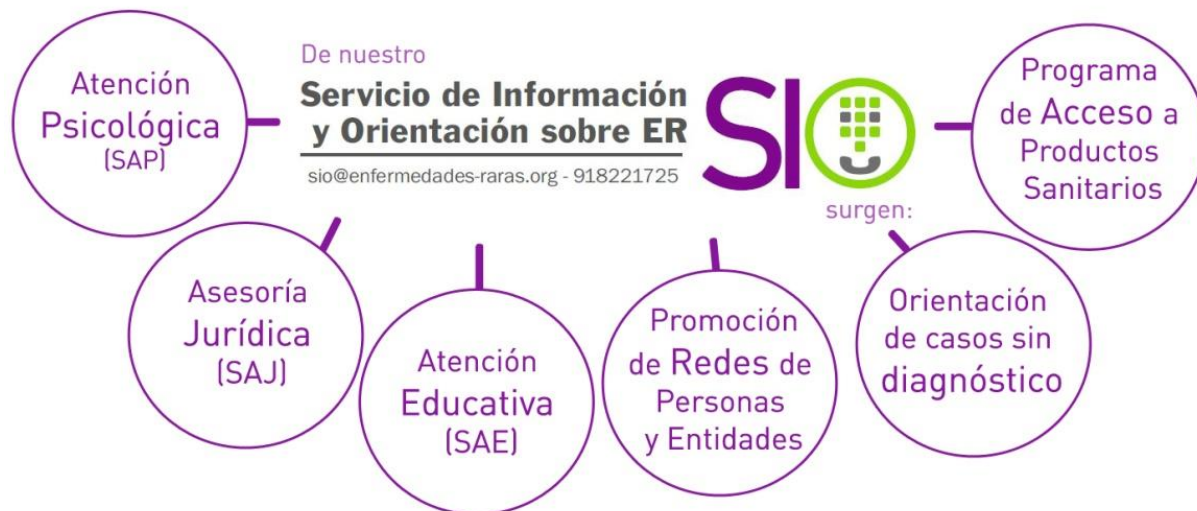 De nuestro
Servicio de Información
y Orientación sobre ER
sio@enfermedades-raras.org - 918221725
SIO
surgen:
Atención
Psicológica
(SAP)
Asesoría
Jurídica
(SAJ)
Atención
Educativa
(SAE)
Promoción
de Redes de
Personas
y Entidades
Orientación
de casos sin
diagnóstico
Programa
de Acceso a
Productos
Sanitarios